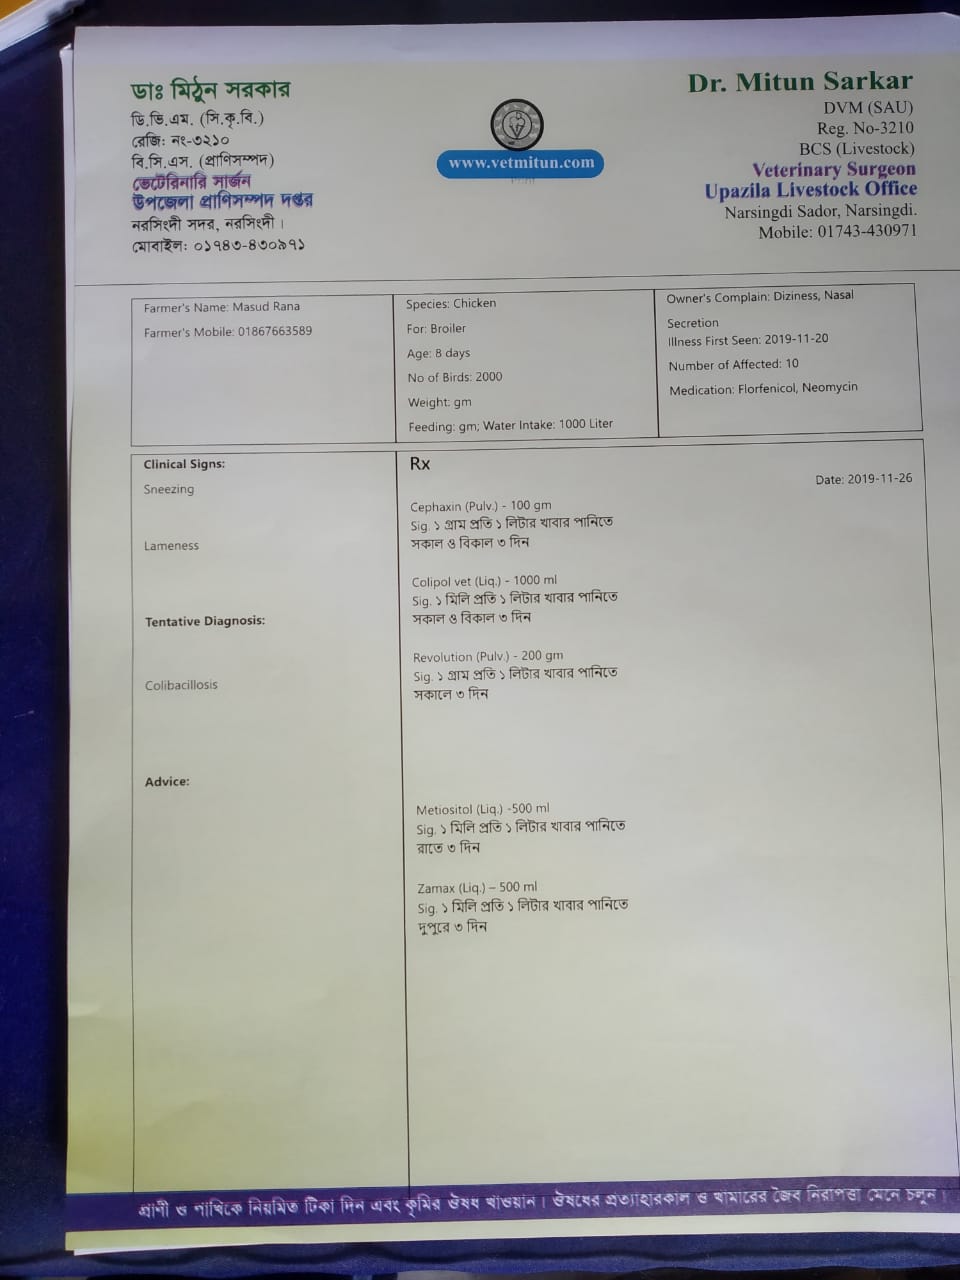 ডাঃ মিঠুন সরকার
ডি.ভি.এম. (সি.কৃ.বি.)
রেজি: নং-৩২১০
বি.সি.এস. (প্রাণিসম্পদ)
ভেটেরিনারি সার্জন
উপজেলা প্রাণিসম্পদ দপ্তর
নরসিংদী সদর, নরসিংদী।
মোবাইল: ০১৭৪৩-৪৩০৯৭১
www.vetmitun.com
Dr. Mitun Sarkar
DVM (SAU)
Reg. No-3210
BCS (Livestock)
Veterinary Surgeon
Upazila Livestock Office
Narsingdi Sador, Narsingdi.
Mobile: 01743-430971
Farmer's Name: Masud Rana
Farmer's Mobile: 01867663589
Species: Chicken
For: Broiler
Age: 8 days
No of Birds: 2000
Weight: gm
Feeding: gm; Water Intake: 1000 Liter
Owner's Complain: Diziness, Nasal
Secretion
Illness First Seen: 2019-11-20
Number of Affected: 10
Medication: Florfenicol, Neomycin
Clinical Signs:
Sneezing
Lameness
Tentative Diagnosis:
Colibacillosis
Advice:
Rx
Date: 2019-11-26
Cephaxin (Pulv.) - 100 gm
Sig. ১ গ্রাম প্রতি ১ লিটার খাবার পানিতে
সকাল ও বিকাল ৩ দিন
Colipol vet (Liq.) - 1000 ml
Sig. ১ মিলি প্রতি ১ লিটার খাবার পানিতে
সকাল ও বিকাল ৩ দিন
Revolution (Pulv.) - 200 gm
Sig. ১ গ্রাম প্রতি ১ লিটার খাবার পানিতে
সকালে ৩ দিন
Metiositol (Liq.) -500 ml
Sig. ১ মিলি প্রতি ১ লিটার খাবার পানিতে
রাতে ৩ দিন
Zamax (Liq.) – 500 ml
Sig. ১ মিলি প্রতি ১ লিটার খাবার পানিতে
দুপুরে ৩ দিন
প্রাণী ও পাখিকে নিয়মিত টিকা দিন এবং কৃমির ঔষধ খাওয়ান। ঔষধের প্রত্যাহারকাল ও খামারের জৈব নিরাপত্তা মেনে চলুন।